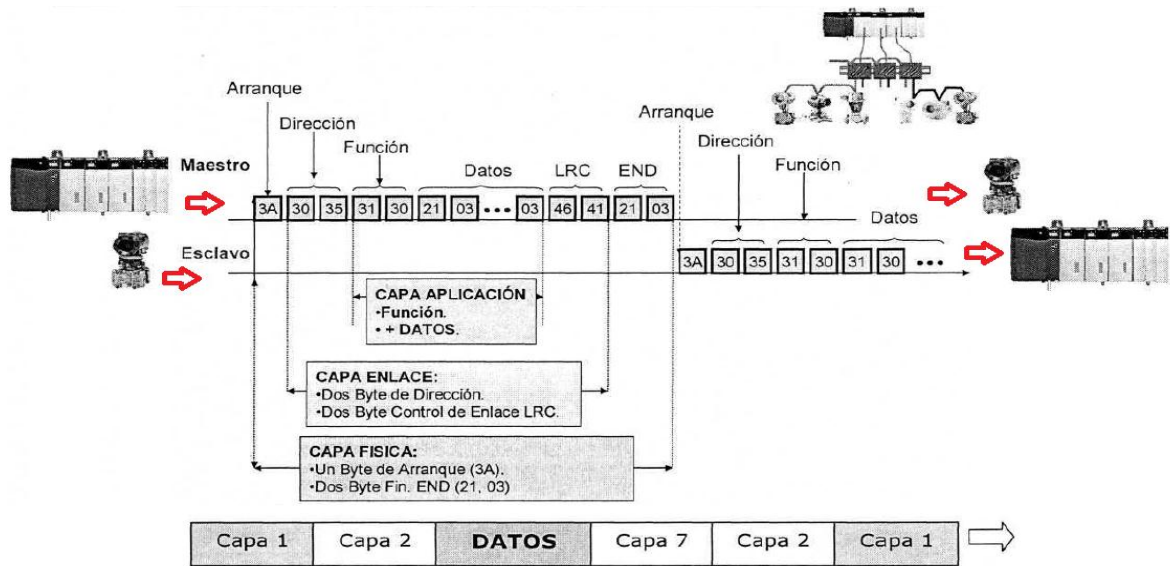 Arranque
Dirección
Función
Maestro
Datos
LRC
END
3A 30 35 31 30 21 03 ••• 03 46 41 21 03
Arranque
Dirección
Función
Datos
Esclavo
3A 30 35 31 30 31 30 •••
CAPA APLICACIÓN
•Función.
• + DATOS.
CAPA ENLACE:
•Dos Byte de Dirección.
•Dos Byte Control de Enlace LRC.
CAPA FISICA:
•Un Byte de Arranque (3A).
•Dos Byte Fin. END (21, 03)
Capa 1 Capa 2 DATOS Capa 7 Capa 2 Capa 1